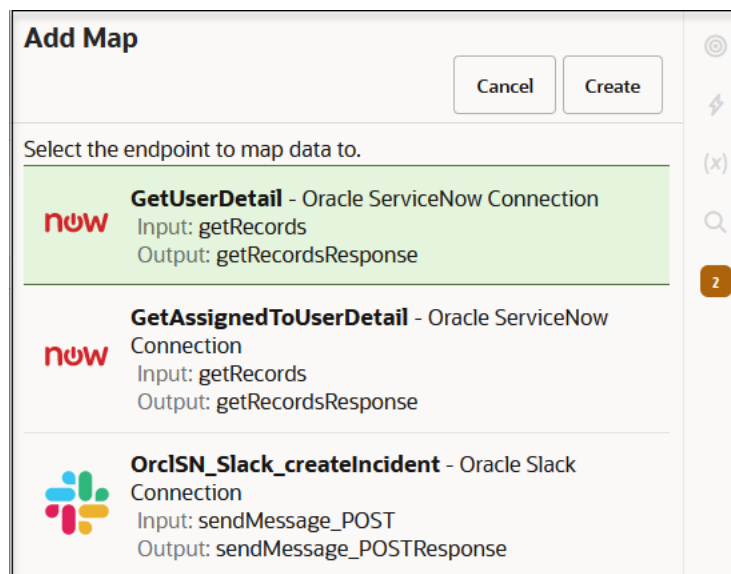 Add Map
Cancel
Create
Select the endpoint to map data to.
now
GetUserDetail - Oracle ServiceNow Connection
Input: getRecords
Output: getRecordsResponse
(x)
2
now
GetAssignedToUserDetail - Oracle ServiceNow
Connection
Input: getRecords
Output: getRecordsResponse
OrclSN_Slack_createIncident - Oracle Slack
Connection
Input: sendMessage_POST
Output: sendMessage_POSTResponse